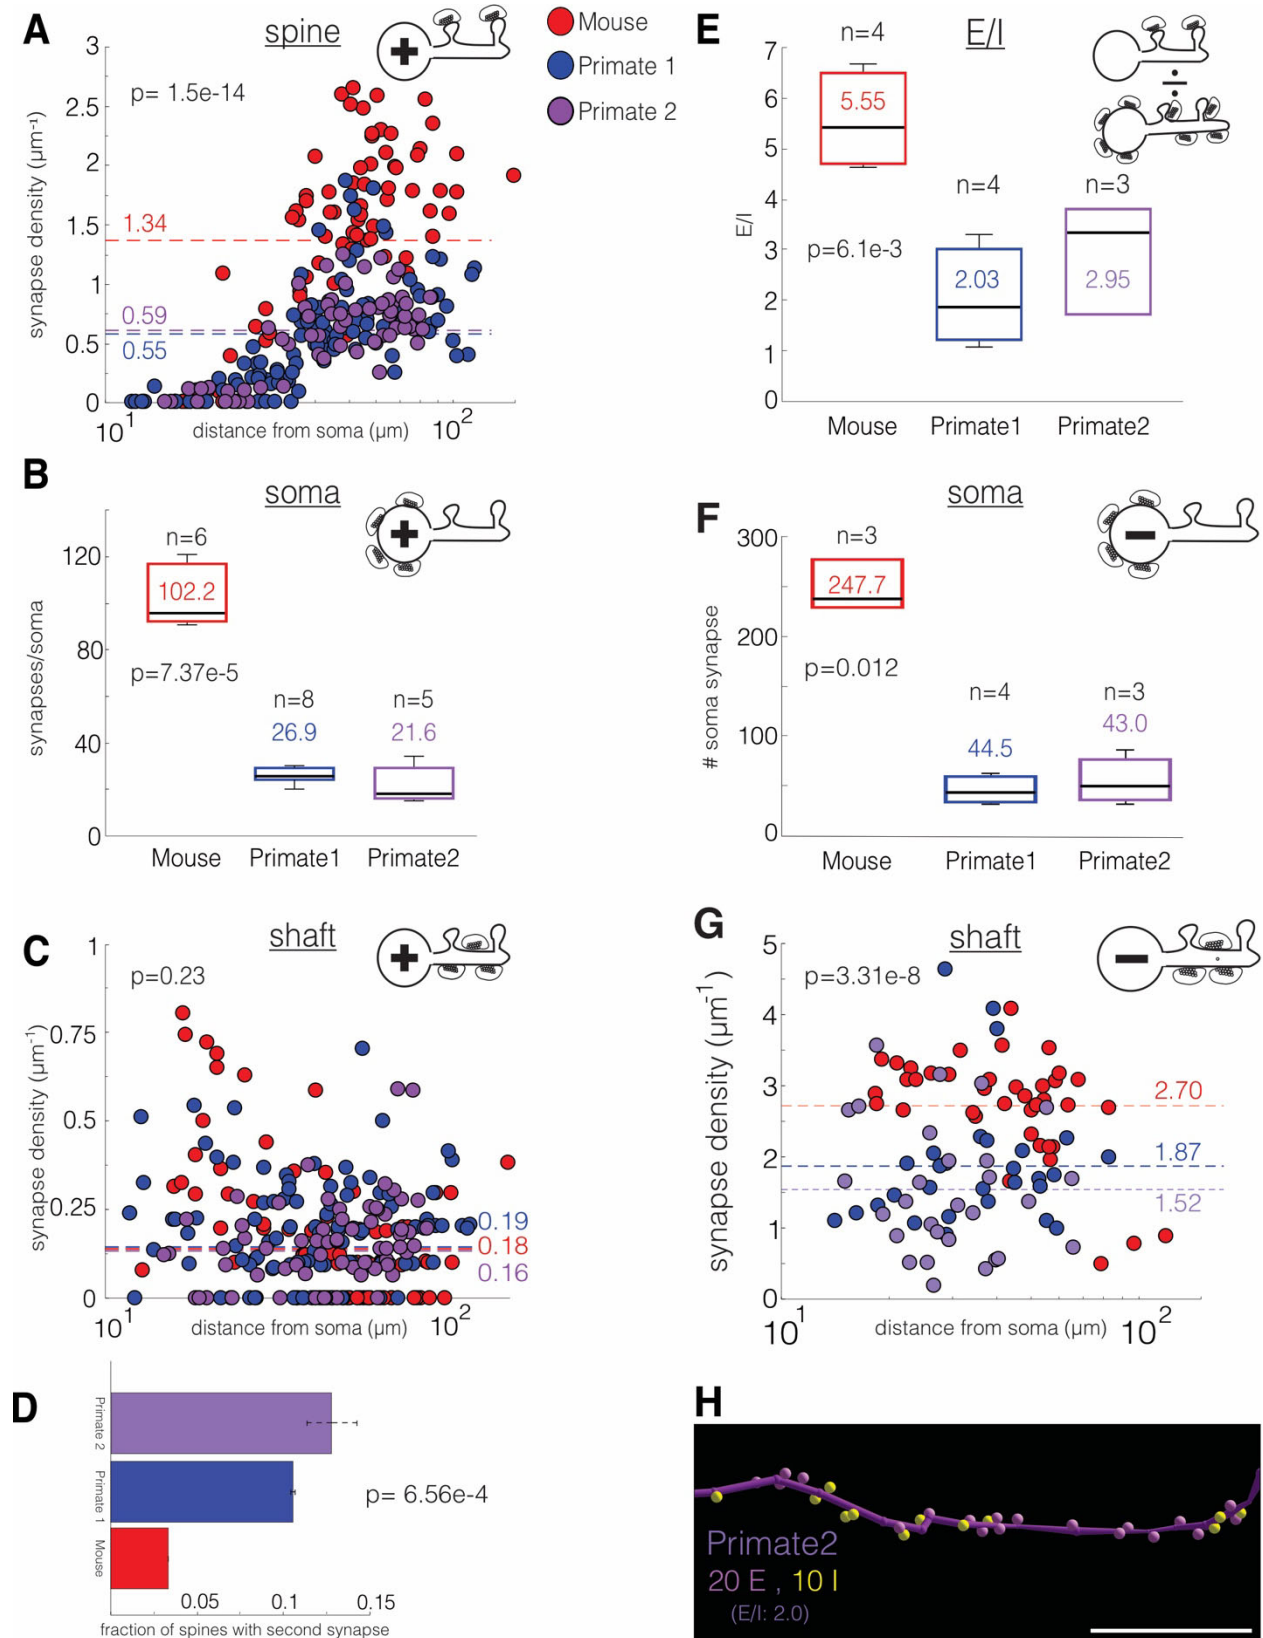 A
spine
Mouse
Primate 1
Primate 2
p= 1.5e-14
synapse density (µm⁻¹)
3
2.5
2
1.5
1
0.5
0
1.34
0.59
0.55
10¹
distance from soma (µm)
10²
B
soma
synapses/soma
120
80
40
0
n=6
102.2
p=7.37e-5
n=8
26.9
n=5
21.6
Mouse
Primate1
Primate2
C
shaft
p=0.23
synapse density (µm⁻¹)
1
0.75
0.5
0.25
0
0.19
0.18
0.16
10¹
distance from soma (µm)
10²
D
Primate 2
Primate 1
Mouse
p= 6.56e-4
0.05
0.1
0.15
fraction of spines with second synapse
E
E/I
n=4
E/I
7
6
5
4
3
2
1
0
5.55
p=6.1e-3
n=4
2.03
n=3
2.95
Mouse
Primate1
Primate2
F
soma
# soma synapse
300
200
100
0
n=3
247.7
p=0.012
n=4
44.5
n=3
43.0
Mouse
Primate1
Primate2
G
shaft
p=3.31e-8
synapse density (µm⁻¹)
5
4
3
2
1
0
2.70
1.87
1.52
10¹
distance from soma (µm)
10²
H
Primate2
20 E , 10 I
(E/I: 2.0)